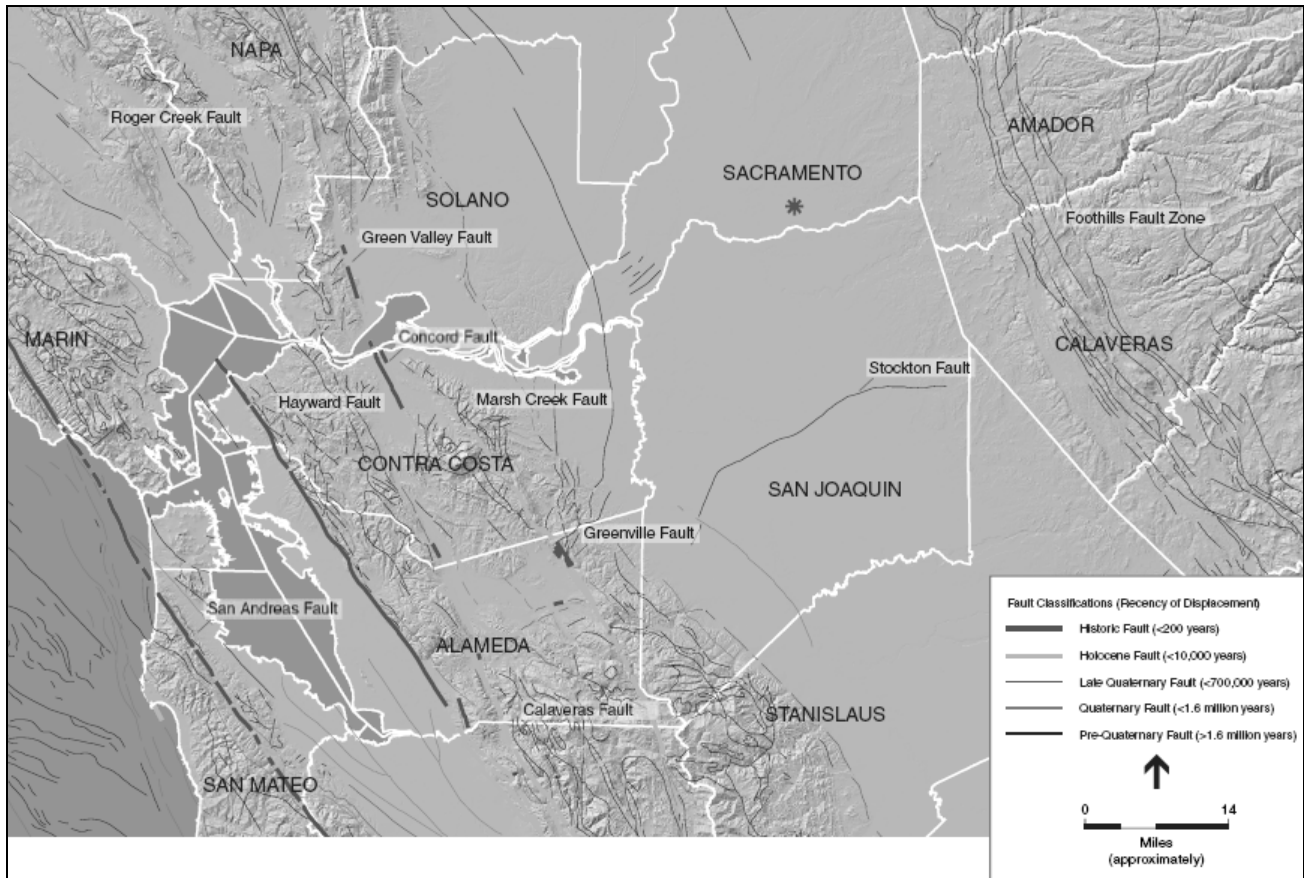 NAPA
Roger Creek Fault
AMADOR
SACRAMENTO
SOLANO
Foothills Fault Zone
Green Valley Fault
MARIN
Concord Fault
CALAVERAS
Stockton Fault
Hayward Fault
Marsh Creek Fault
CONTRA COSTA
SAN JOAQUIN
Greenville Fault
San Andreas Fault
ALAMEDA
Calaveras Fault
STANISLAUS
SAN MATEO
Fault Classifications (Recency of Displacement)
Historic Fault (<200 years)
Holocene Fault (<10,000 years)
Late Quaternary Fault (<700,000 years)
Quaternary Fault (<1.6 million years)
Pre-Quaternary Fault (>1.6 million years)
0 14
Miles
(approximately)